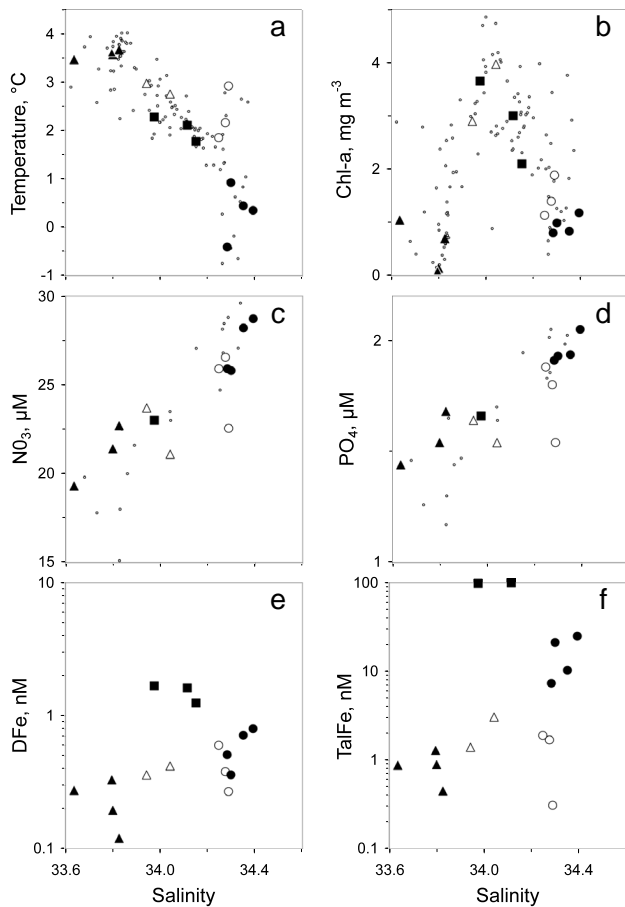 a
Temperature, °C
4
3
2
1
0
-1
b
Chl-a, mg m-3
4
2
0
c
N03, µM
30
25
20
15
d
PO4, µM
2
1
e
DFe, nM
10
1
0.1
33.6
34.0
34.4
Salinity
f
TalFe, nM
100
10
1
0.1
33.6
34.0
34.4
Salinity